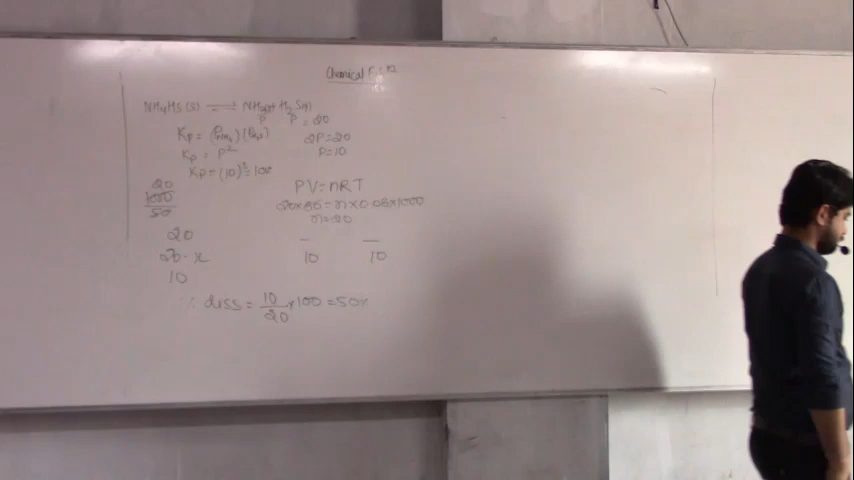 Chemical
NH4HS(s) ⇌ NH3(g) + H2S(g)
P P = 20
Kp = (PNH3)(PH2S) 2P=20
Kp = P² P=10
Kp = (10)² = 100
20
1000
50
PV = nRT
n=20
20
20-x 10 10
10
% diss = 10/20 × 100 = 50%